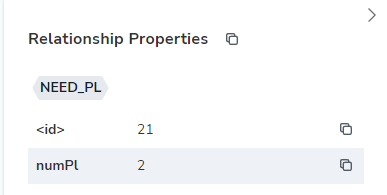 Relationship Properties
NEED_PL
<id> 21
numPl 2